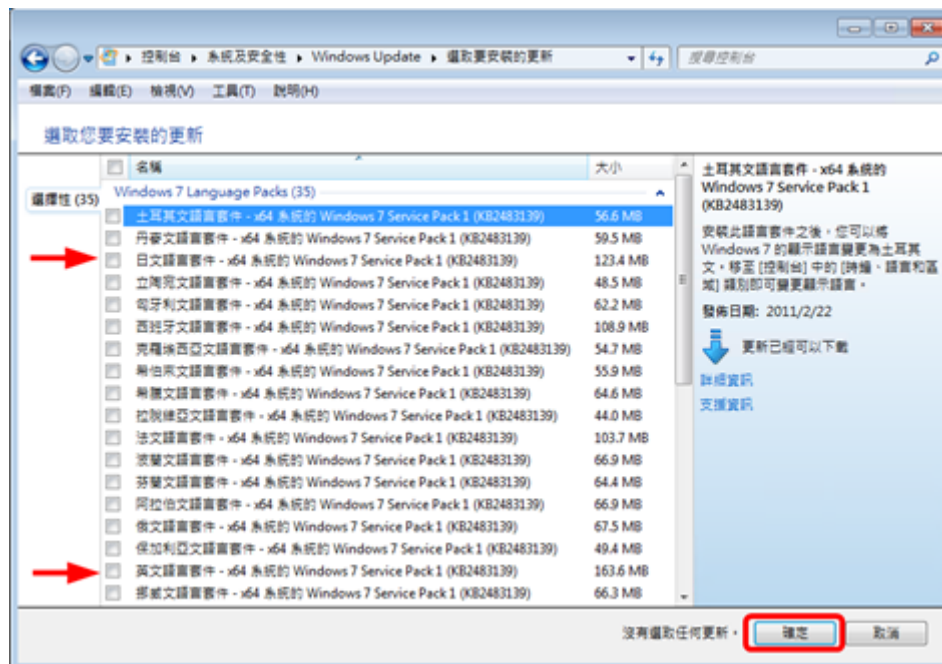 控制台 ▸ 系統及安全性 ▸ Windows Update ▸ 選取要安裝的更新
搜尋控制台
檔案(F) 編輯(E) 檢視(V) 工具(T) 說明(H)
選取您要安裝的更新
名稱 大小
選擇性 (35)
Windows 7 Language Packs (35)
土耳其文語言套件 - x64 系統的 Windows 7 Service Pack 1 (KB2483139) 56.6 MB
丹麥文語言套件 - x64 系統的 Windows 7 Service Pack 1 (KB2483139) 59.5 MB
日文語言套件 - x64 系統的 Windows 7 Service Pack 1 (KB2483139) 123.4 MB
立陶宛文語言套件 - x64 系統的 Windows 7 Service Pack 1 (KB2483139) 48.5 MB
匈牙利文語言套件 - x64 系統的 Windows 7 Service Pack 1 (KB2483139) 62.2 MB
西班牙文語言套件 - x64 系統的 Windows 7 Service Pack 1 (KB2483139) 108.9 MB
克羅埃西亞文語言套件 - x64 系統的 Windows 7 Service Pack 1 (KB2483139) 54.7 MB
希伯來文語言套件 - x64 系統的 Windows 7 Service Pack 1 (KB2483139) 55.9 MB
希臘文語言套件 - x64 系統的 Windows 7 Service Pack 1 (KB2483139) 64.6 MB
拉脫維亞文語言套件 - x64 系統的 Windows 7 Service Pack 1 (KB2483139) 44.0 MB
法文語言套件 - x64 系統的 Windows 7 Service Pack 1 (KB2483139) 103.7 MB
波蘭文語言套件 - x64 系統的 Windows 7 Service Pack 1 (KB2483139) 66.9 MB
芬蘭文語言套件 - x64 系統的 Windows 7 Service Pack 1 (KB2483139) 64.4 MB
阿拉伯文語言套件 - x64 系統的 Windows 7 Service Pack 1 (KB2483139) 66.9 MB
俄文語言套件 - x64 系統的 Windows 7 Service Pack 1 (KB2483139) 67.5 MB
保加利亞文語言套件 - x64 系統的 Windows 7 Service Pack 1 (KB2483139) 49.4 MB
英文語言套件 - x64 系統的 Windows 7 Service Pack 1 (KB2483139) 163.6 MB
挪威文語言套件 - x64 系統的 Windows 7 Service Pack 1 (KB2483139) 66.3 MB
土耳其文語言套件 - x64 系統的
Windows 7 Service Pack 1
(KB2483139)
安裝此語言套件之後，您可以將
Windows 7 的顯示語言變更為土耳其
文。移至 [控制台] 中的 [時鐘、語言和區
域] 類別即可變更顯示語言。
發佈日期: 2011/2/22
更新已經可以下載
詳細資訊
支援資訊
沒有選取任何更新。 確定 取消